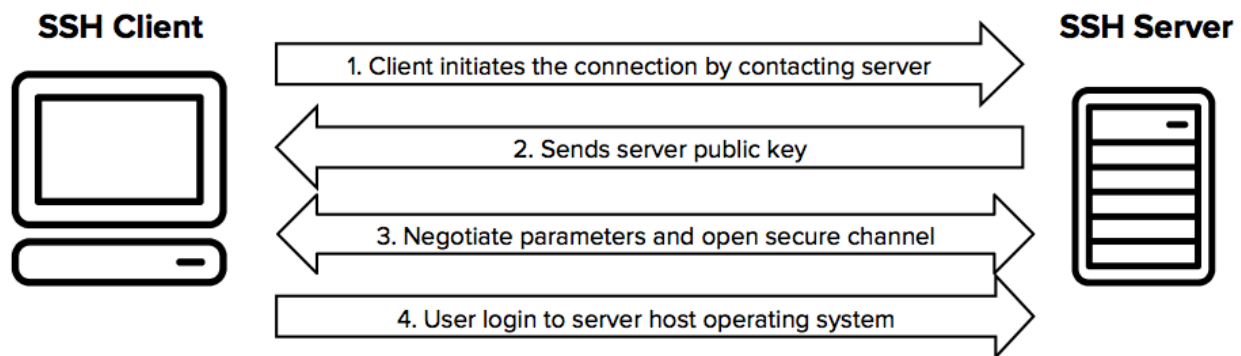 SSH Client
SSH Server
1. Client initiates the connection by contacting server
2. Sends server public key
3. Negotiate parameters and open secure channel
4. User login to server host operating system